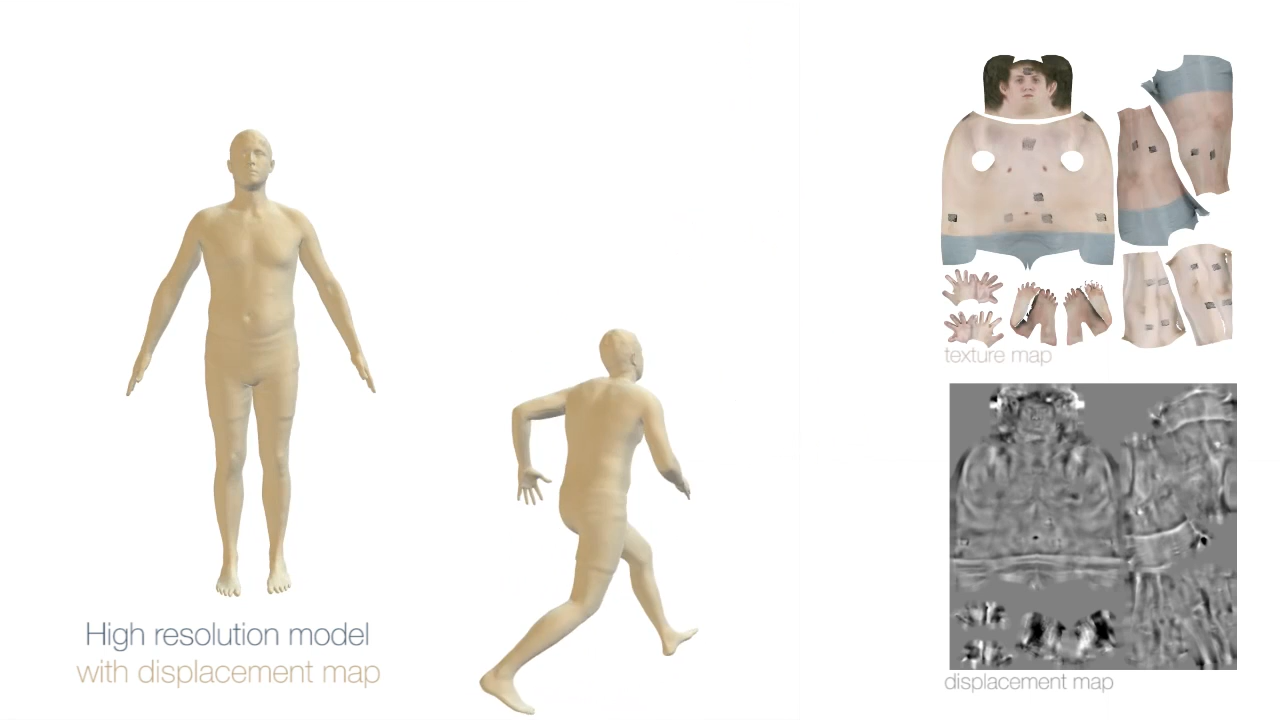 High resolution model
with displacement map
texture map
displacement map